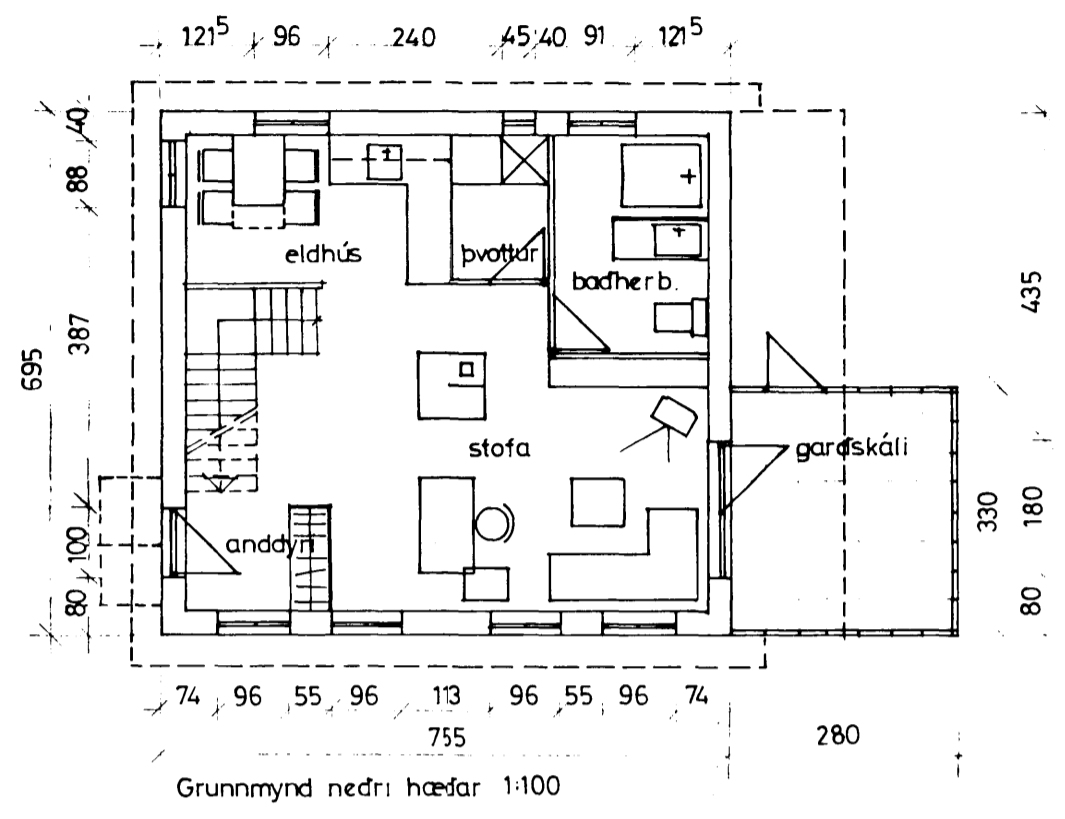 121⁵ 96 240 45 40 91 121⁵
40
88
387
695
100
80
eldhús
þvottur
baðherb.
stofa
garðskáli
anddyri
435
330
180
80
74 96 55 96 113 96 55 96 74
755
280
Grunnmynd neðri hæðar 1:100